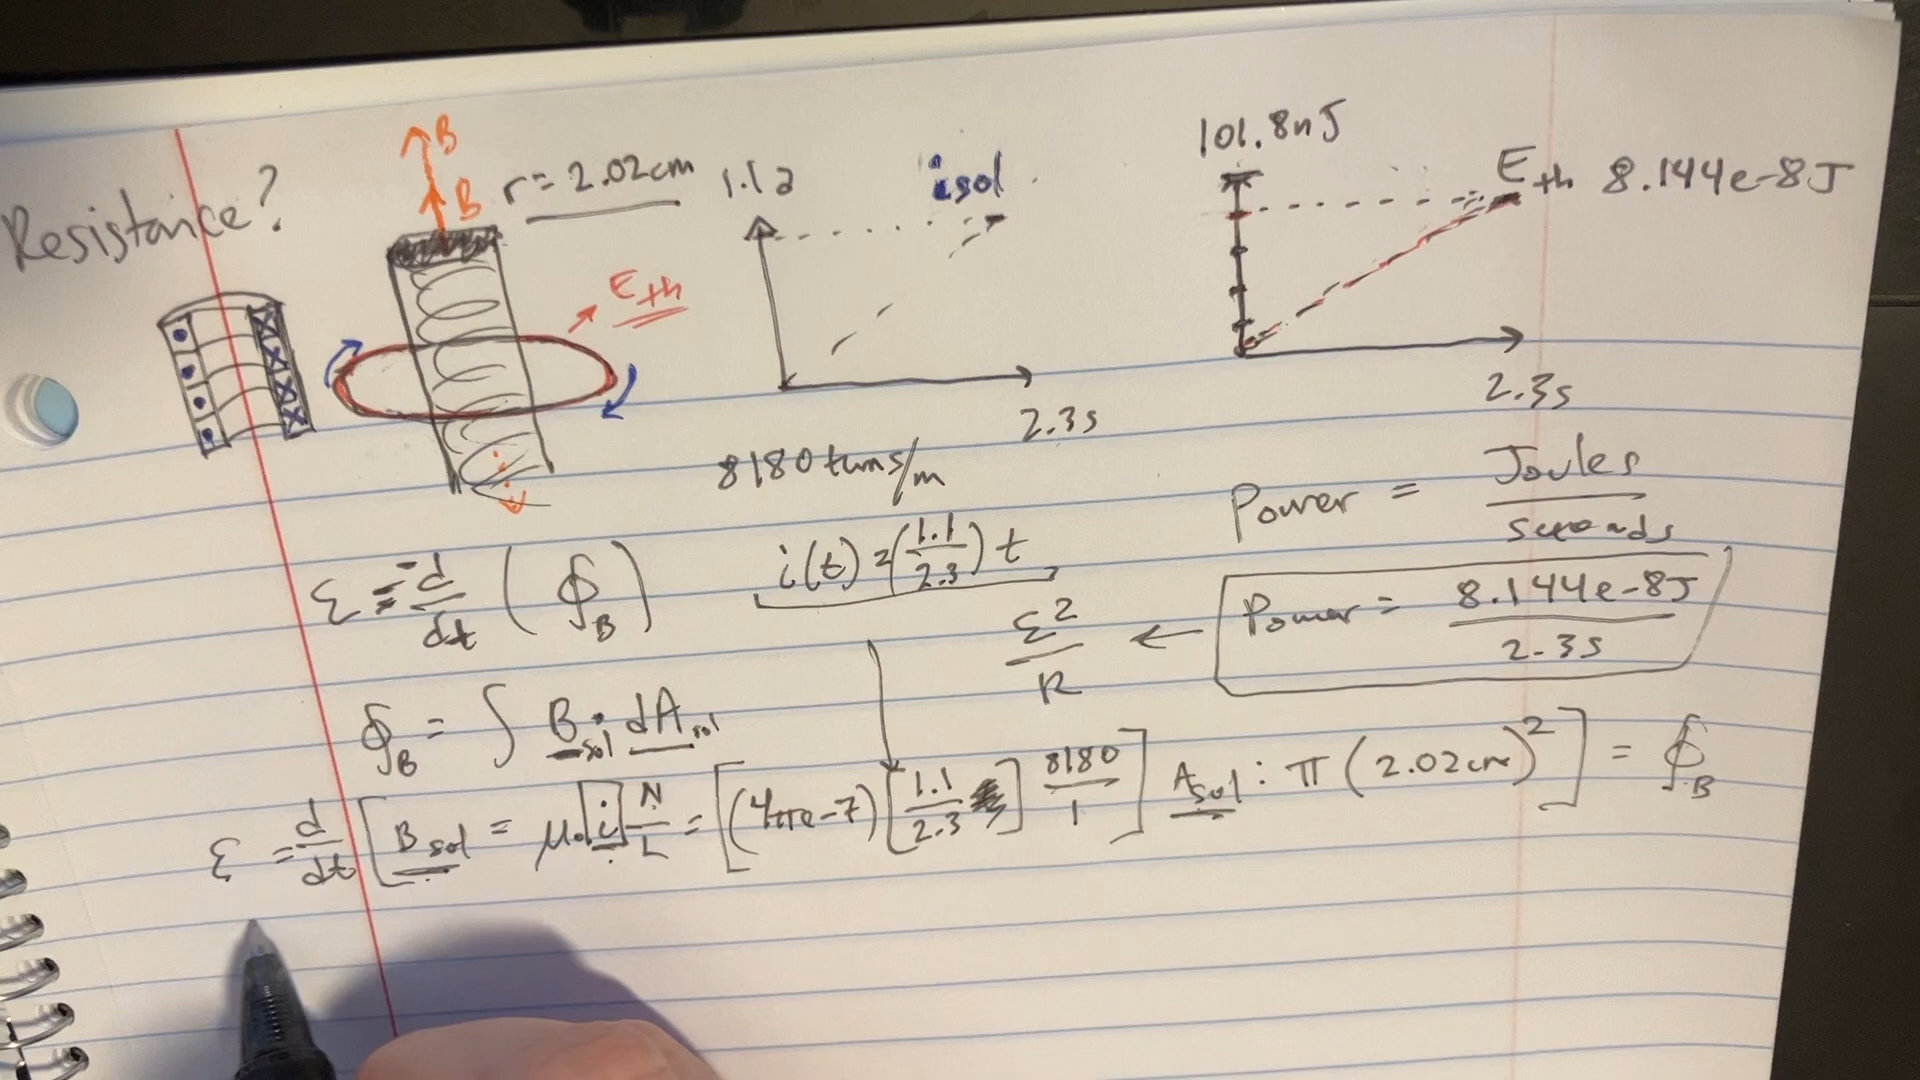 Resistance?
B
B
r = 2.02cm
Eth
1.1a
isol
2.3s
8180 turns/m
101.8nJ
Eth 8.144e-8J
2.3s
Power = Joules / seconds
Power = 8.144e-8J / 2.3s
ε² / R ←
ε = -d/dt (ΦB)
i(t) = (1.1/2.3) t
ΦB = ∫ Bsol · dAsol
ε = d/dt [Bsol = μ₀ [i] N/L = [(4πe-7) [1.1/2.3] 8180/1] Asol : π (2.02cm)²] = ΦB